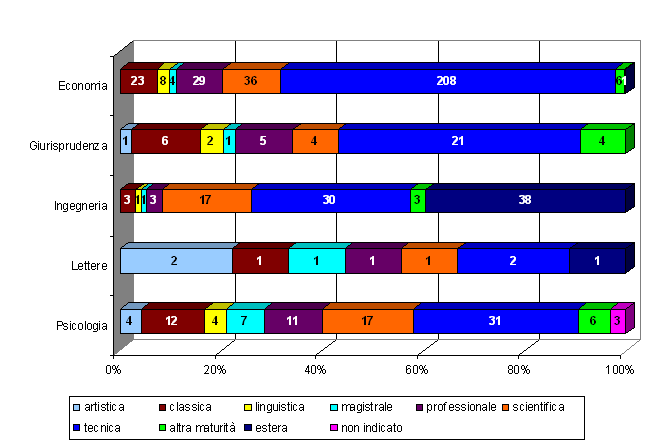 Economia 23 8 4 29 36 208 6 1
Giurisprudenza 1 6 2 1 5 4 21 4
Ingegneria 3 1 1 3 17 30 3 38
Lettere 2 1 1 1 1 2 1
Psicologia 4 12 4 7 11 17 31 6 3
0% 20% 40% 60% 80% 100%
artistica classica linguistica magistrale professionale scientifica
tecnica altra maturità estera non indicato